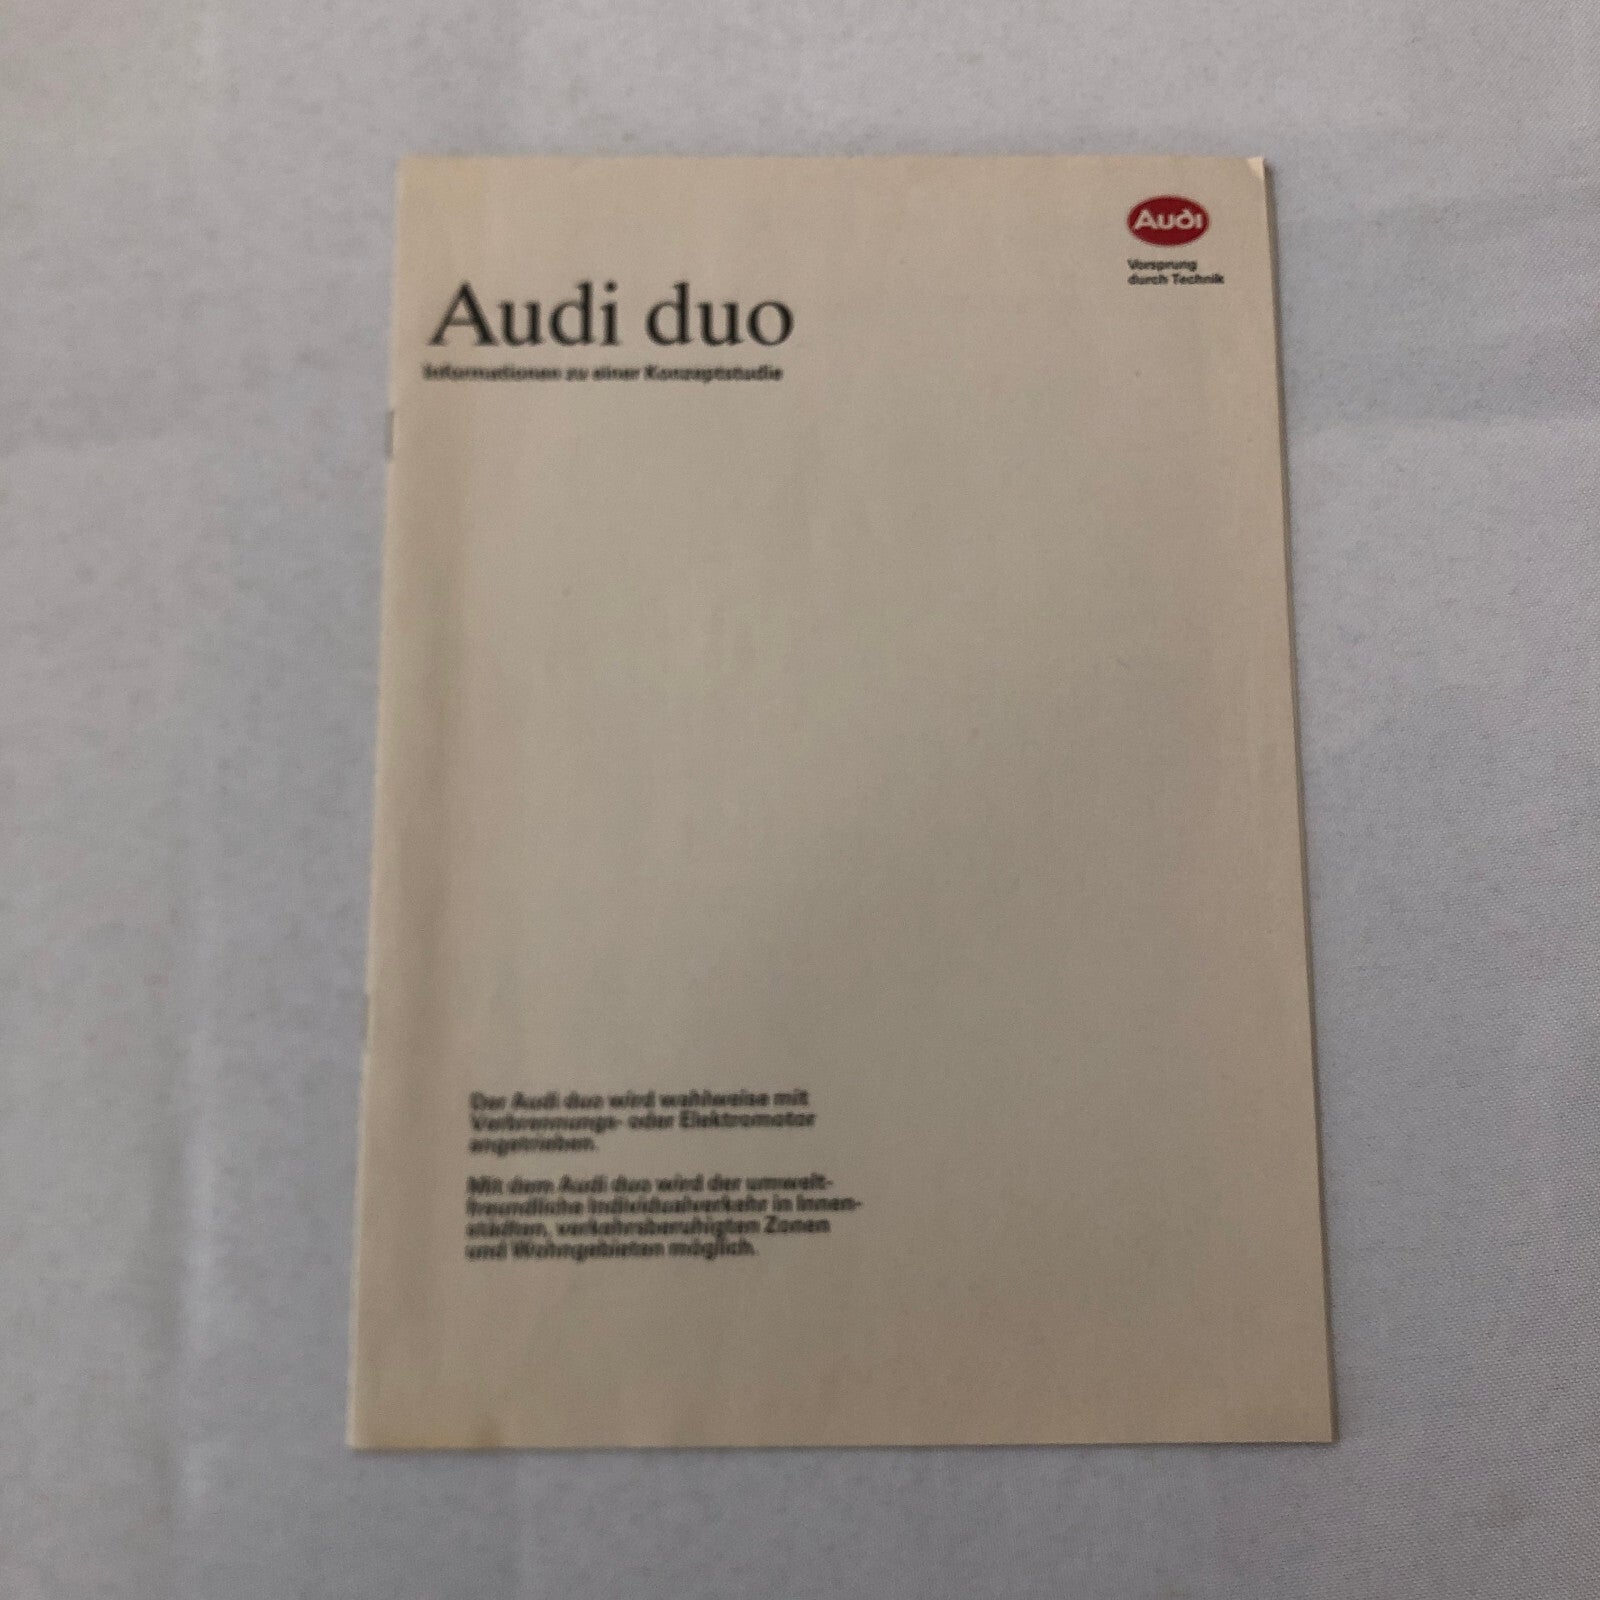 Audi
Vorsprung
durch Technik
Audi duo
Informationen zu einer Konzeptstudie
Der Audi duo wird wahlweise mit
Verbrennungs- oder Elektromotor
angetrieben.
Mit dem Audi duo wird der umwelt-
freundliche Individualverkehr in Innen-
städten, verkehrsberuhigten Zonen
und Wohngebieten möglich.